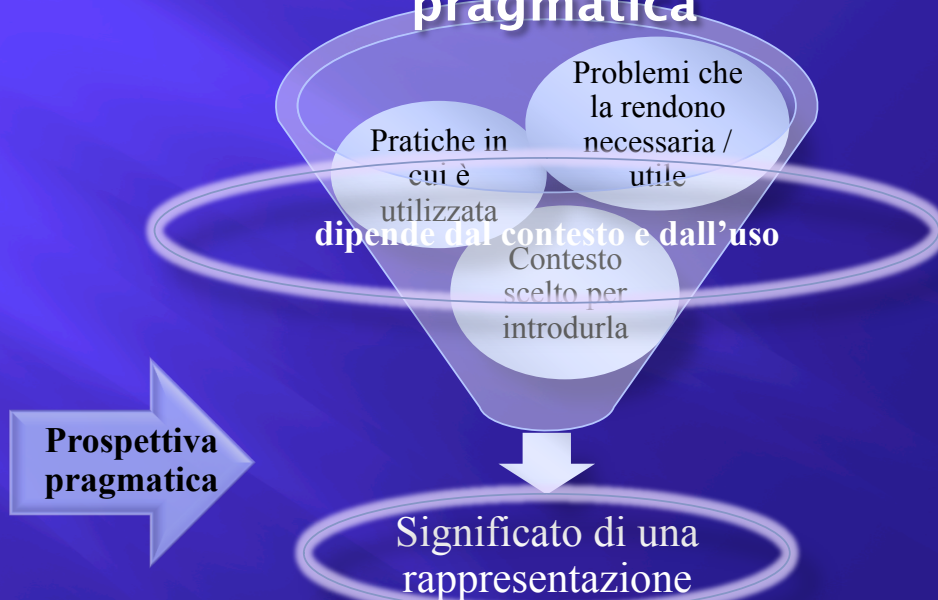 pragmatica
Problemi che
la rendono
necessaria /
utile
Pratiche in
cui è
utilizzata
dipende dal contesto e dall’uso
Contesto
scelto per
introdurla
Prospettiva
pragmatica
Significato di una
rappresentazione